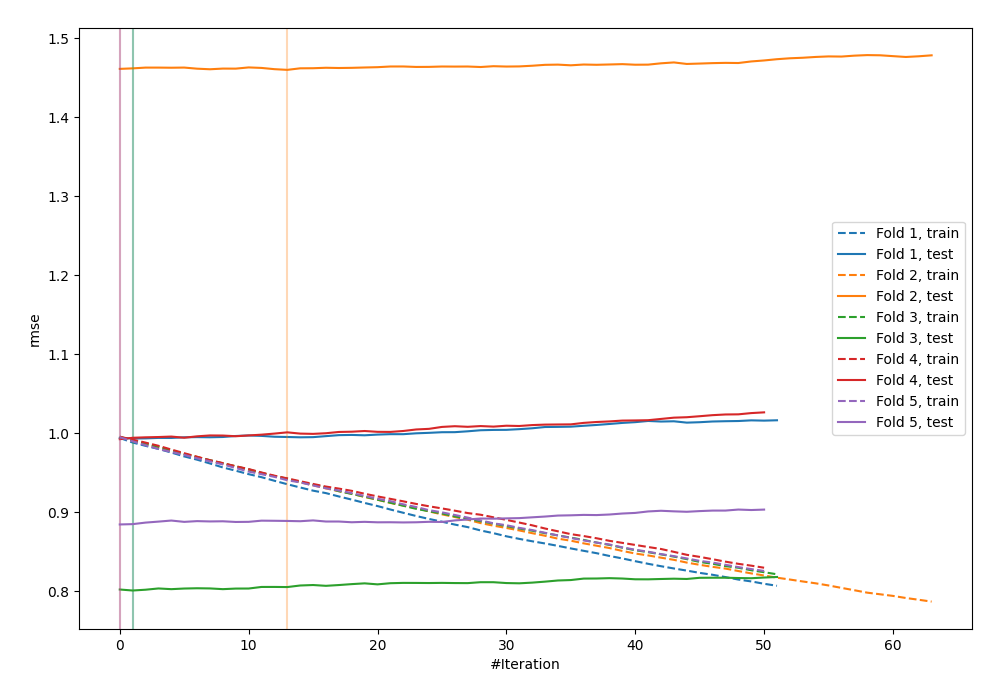 1.5
1.4
1.3
1.2
1.1
1.0
0.9
0.8
rmse
0
10
20
30
40
50
60
#Iteration
Fold 1, train
Fold 1, test
Fold 2, train
Fold 2, test
Fold 3, train
Fold 3, test
Fold 4, train
Fold 4, test
Fold 5, train
Fold 5, test